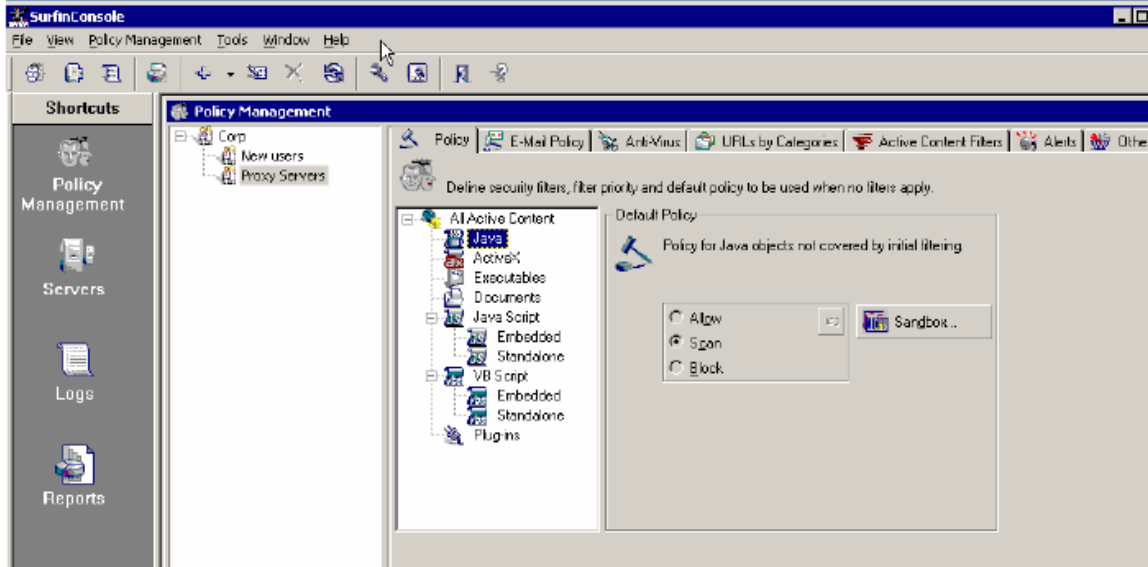 SurfinConsole
File View Policy Management Tools Window Help
Shortcuts
Policy Management
Servers
Logs
Reports
Policy Management
Corp
New users
Proxy Servers
Policy E-Mail Policy Anti-Virus URLs by Categories Active Content Filters Alerts Othe
Define security filters, filter priority and default policy to be used when no filters apply.
All Active Content
Java
ActiveX
Executables
Documents
Java Script
Embedded
Standalone
VB Script
Embedded
Standalone
Plug-ins
Default Policy
Policy for Java objects not covered by initial filtering.
Allow
Scan
Block
Sandbox...